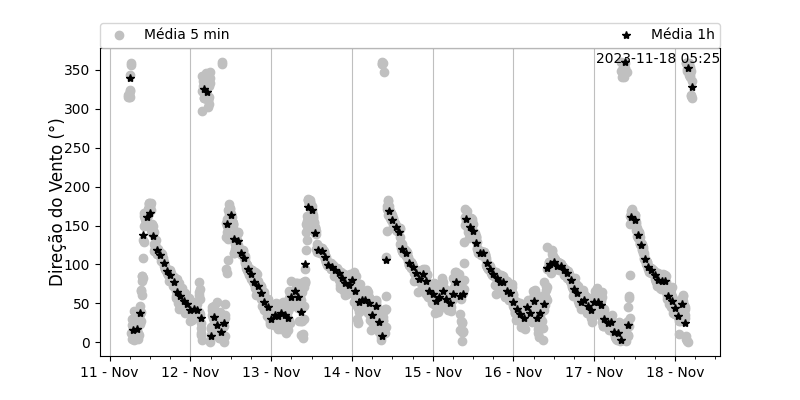 Média 5 min
Média 1h
2023-11-18 05:25
Direção do Vento (°)
350
300
250
200
150
100
50
0
11 - Nov
12 - Nov
13 - Nov
14 - Nov
15 - Nov
16 - Nov
17 - Nov
18 - Nov